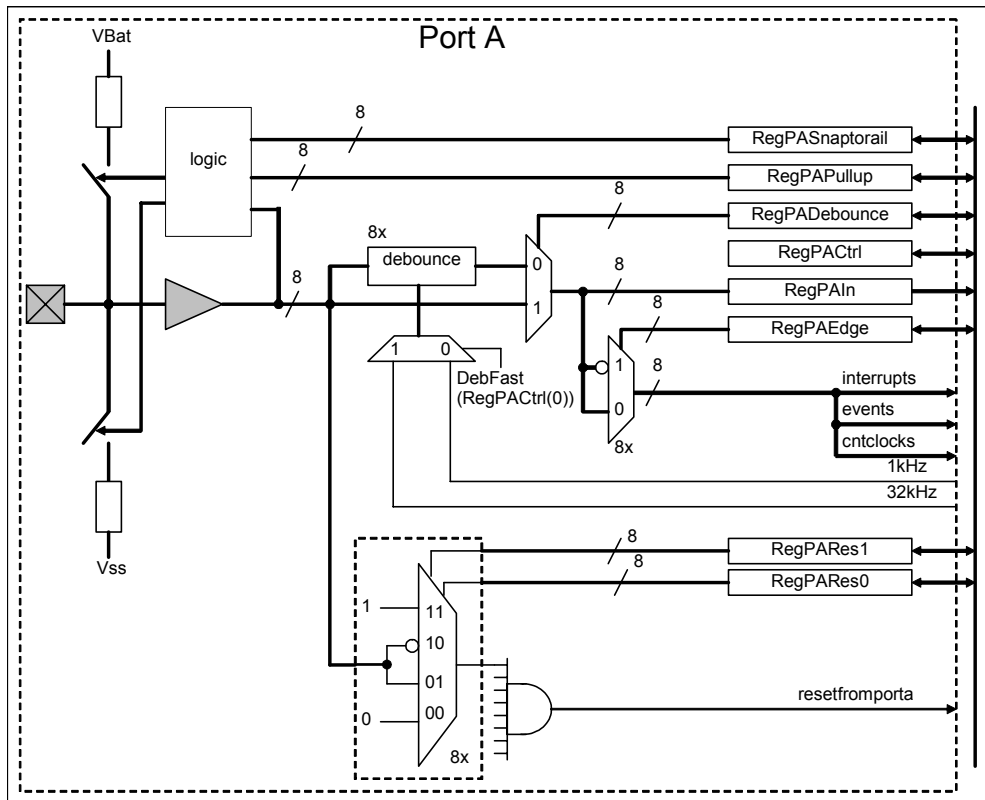 Port A
VBat
8
RegPASnaptorail
logic
8
RegPAPullup
8
RegPADebounce
8x
debounce
0
RegPACtrl
8
1
8
RegPAIn
8
RegPAEdge
1
0
DebFast
(RegPACtrl(0))
1
8
interrupts
0
events
8x
cntclocks
1kHz
32kHz
Vss
8
RegPARes1
8
RegPARes0
1
11
10
01
00
0
8x
resetfromporta